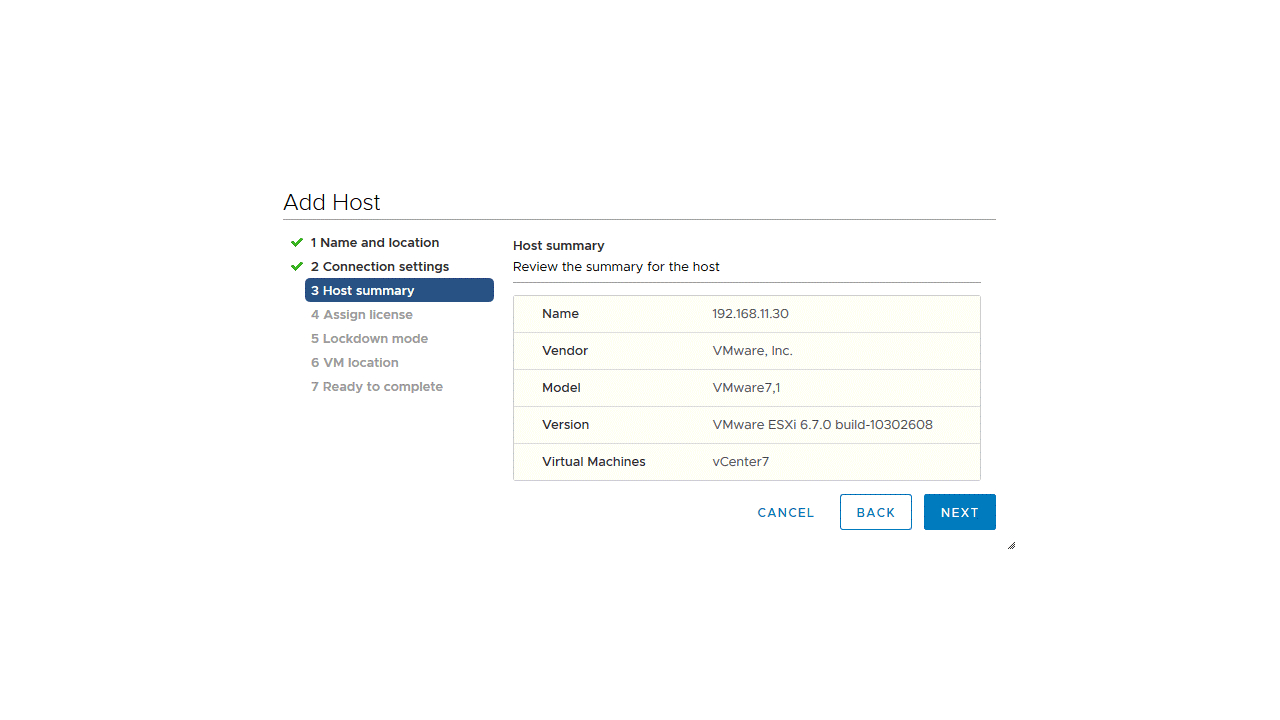 Add Host
1 Name and location
2 Connection settings
3 Host summary
4 Assign license
5 Lockdown mode
6 VM location
7 Ready to complete
Host summary
Review the summary for the host
Name 192.168.11.30
Vendor VMware, Inc.
Model VMware7,1
Version VMware ESXi 6.7.0 build-10302608
Virtual Machines vCenter7
CANCEL BACK NEXT